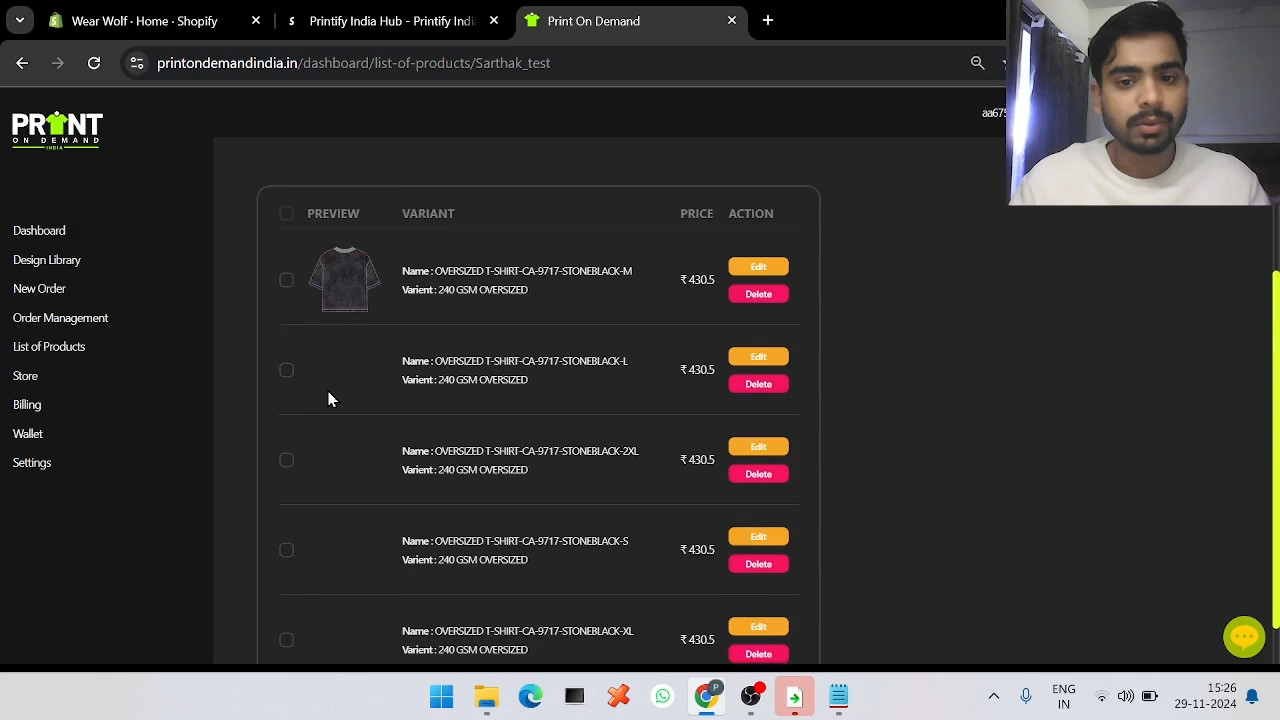 Wear Wolf · Home · Shopify
Printify India Hub - Printify Indi
Print On Demand
printondemandindia.in/dashboard/list-of-products/Sarthak_test
PRINT
ON DEMAND
INDIA
aa675
Dashboard
Design Library
New Order
Order Management
List of Products
Store
Billing
Wallet
Settings
PREVIEW VARIANT PRICE ACTION
Name : OVERSIZED T-SHIRT-CA-9717-STONEBLACK-M
Varient : 240 GSM OVERSIZED
₹ 430.5
Edit
Delete
Name : OVERSIZED T-SHIRT-CA-9717-STONEBLACK-L
Varient : 240 GSM OVERSIZED
₹ 430.5
Edit
Delete
Name : OVERSIZED T-SHIRT-CA-9717-STONEBLACK-2XL
Varient : 240 GSM OVERSIZED
₹ 430.5
Edit
Delete
Name : OVERSIZED T-SHIRT-CA-9717-STONEBLACK-S
Varient : 240 GSM OVERSIZED
₹ 430.5
Edit
Delete
Name : OVERSIZED T-SHIRT-CA-9717-STONEBLACK-XL
Varient : 240 GSM OVERSIZED
₹ 430.5
Edit
Delete
P
ENG
IN
15:26
29-11-2024